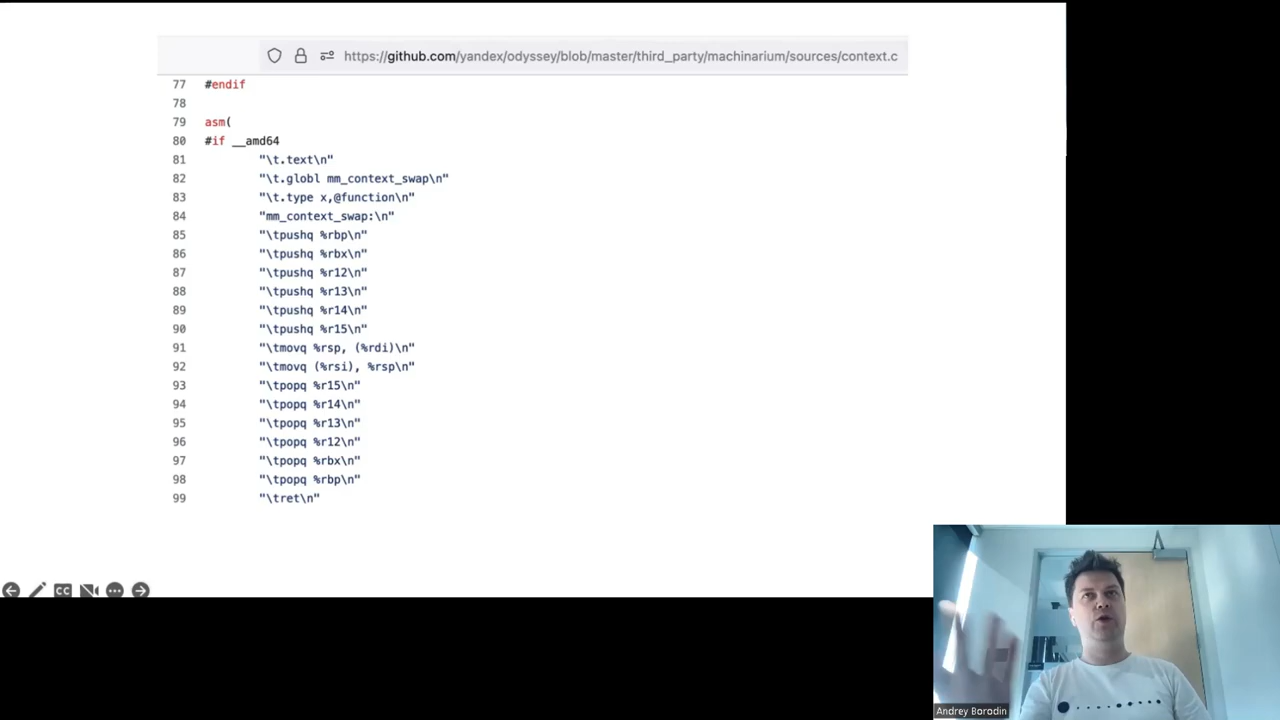 https://github.com/yandex/odyssey/blob/master/third_party/machinarium/sources/context.c
77 #endif
78
79 asm(
80 #if __amd64
81 "\t.text\n"
82 "\t.globl mm_context_swap\n"
83 "\t.type x,@function\n"
84 "mm_context_swap:\n"
85 "\tpushq %rbp\n"
86 "\tpushq %rbx\n"
87 "\tpushq %r12\n"
88 "\tpushq %r13\n"
89 "\tpushq %r14\n"
90 "\tpushq %r15\n"
91 "\tmovq %rsp, (%rdi)\n"
92 "\tmovq (%rsi), %rsp\n"
93 "\tpopq %r15\n"
94 "\tpopq %r14\n"
95 "\tpopq %r13\n"
96 "\tpopq %r12\n"
97 "\tpopq %rbx\n"
98 "\tpopq %rbp\n"
99 "\tret\n"
CC
Andrey Borodin